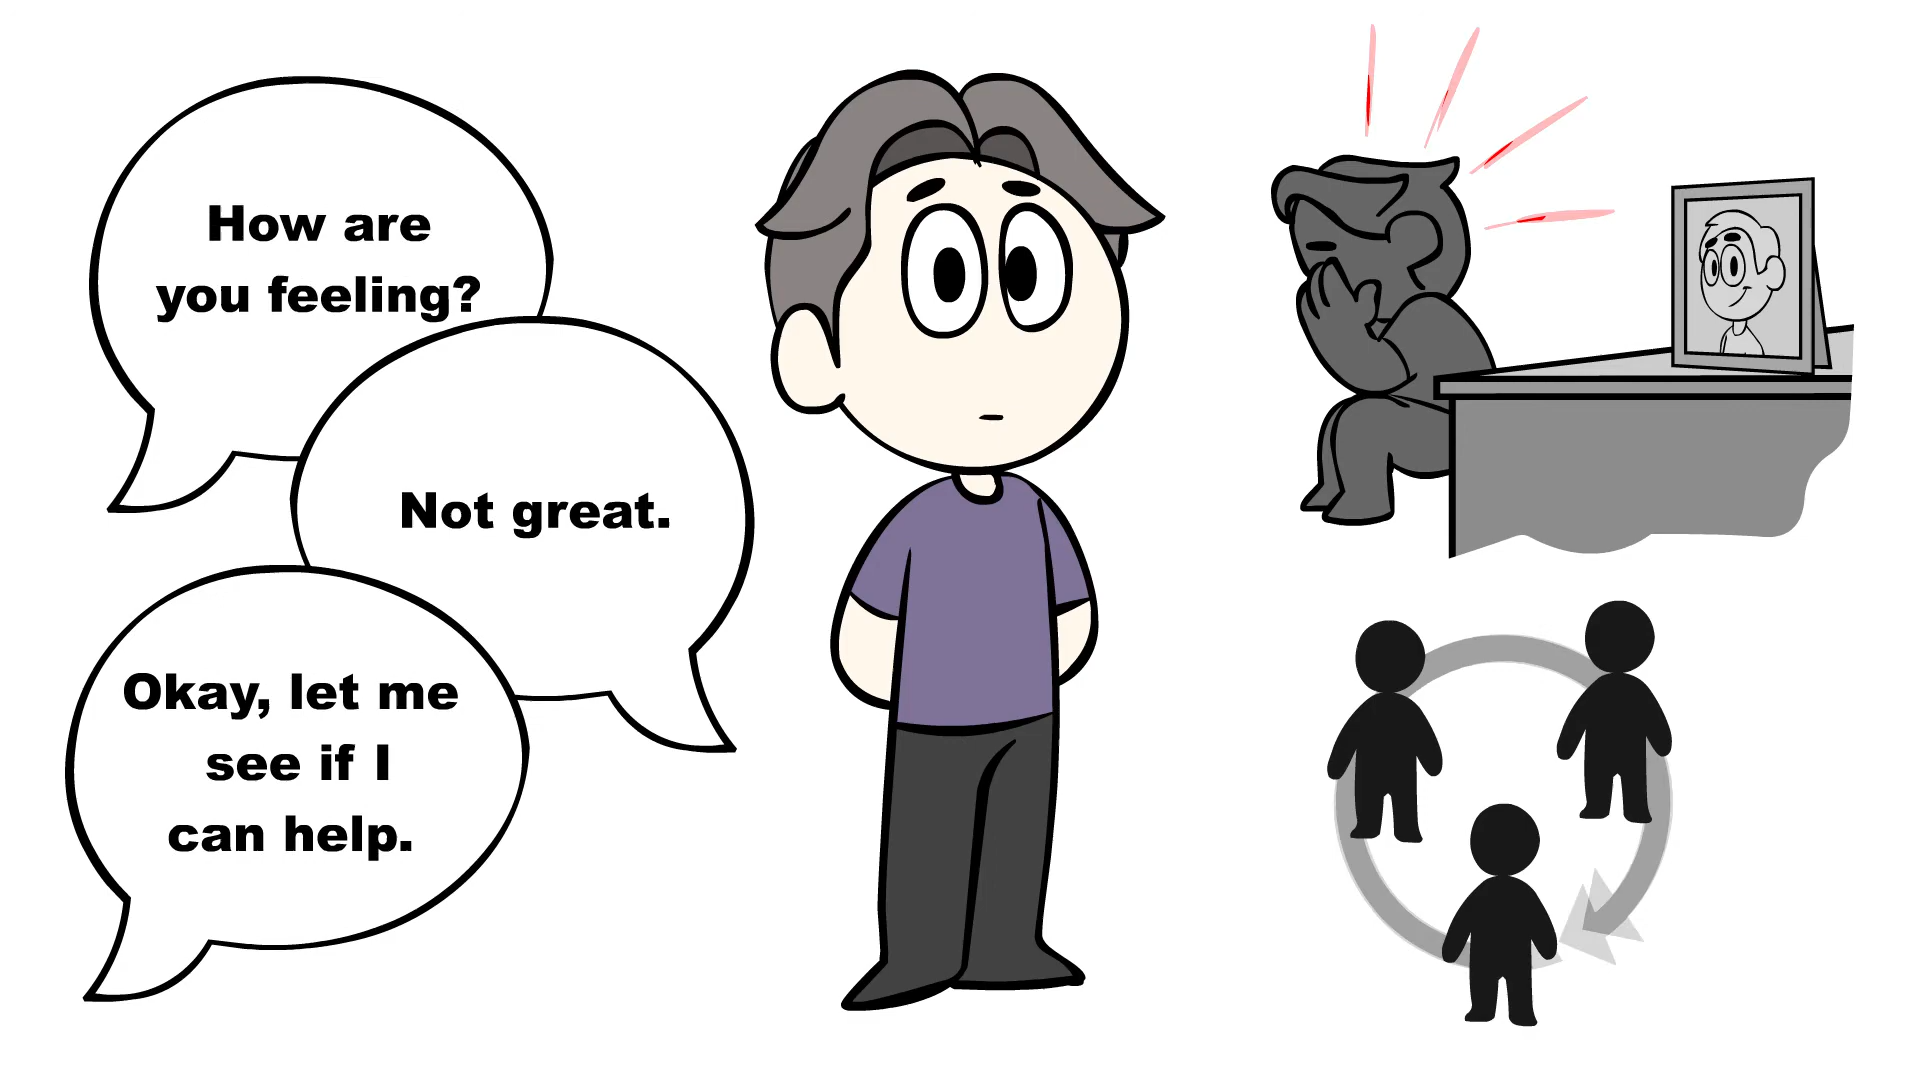 How are
you feeling?
Not great.
Okay, let me
see if I
can help.